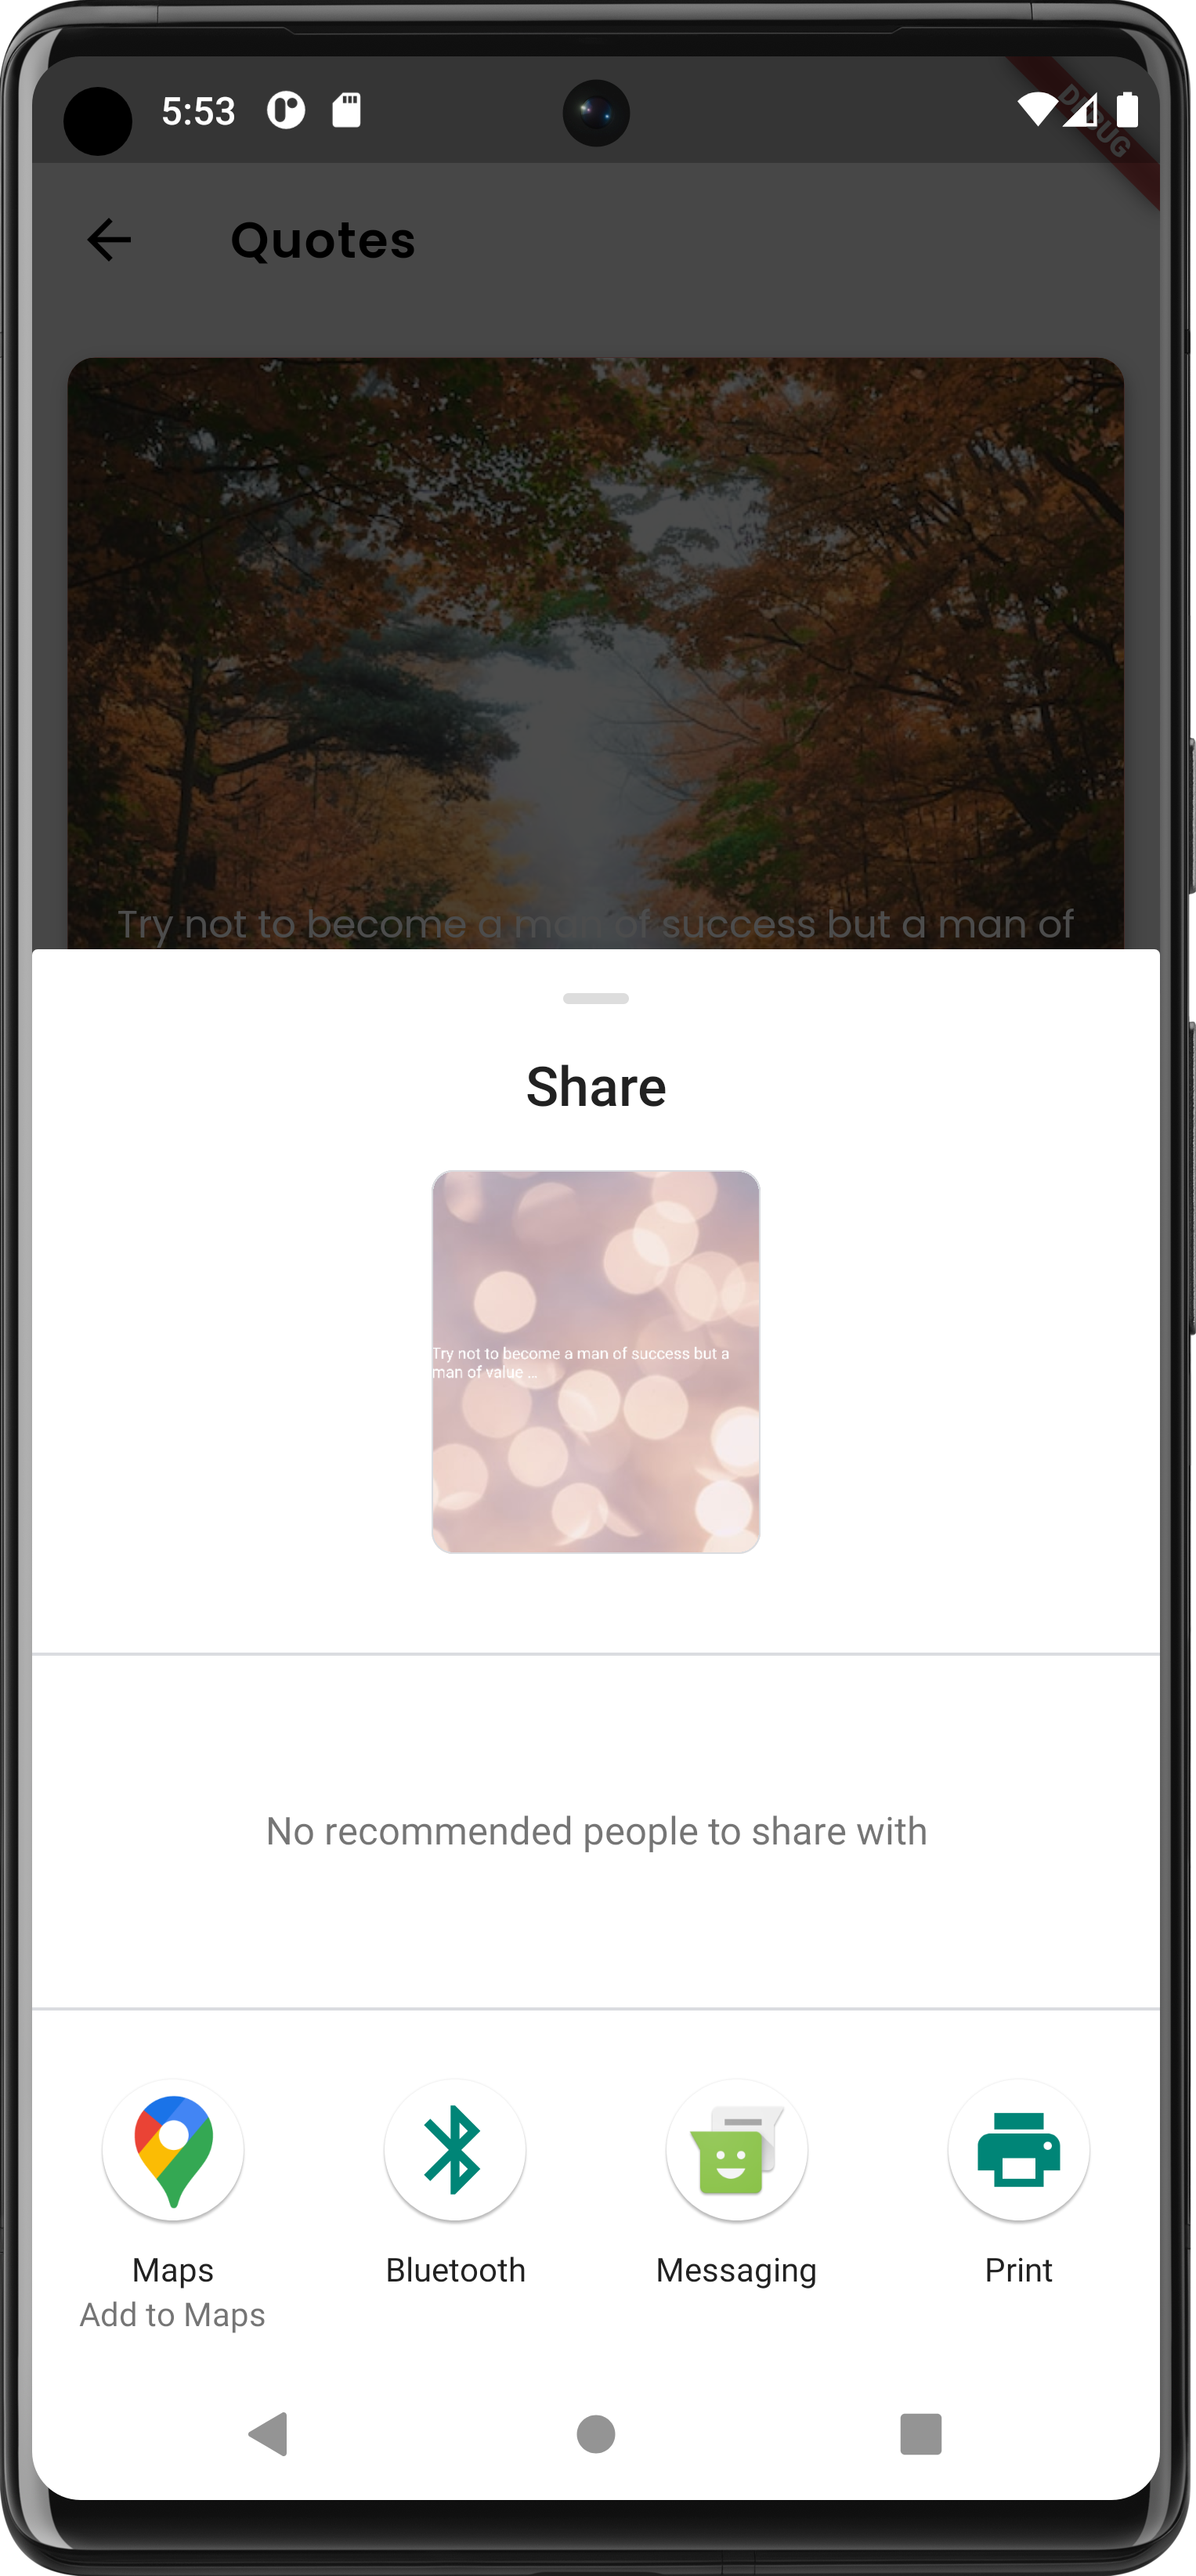 5:53
DEBUG
Quotes
Try not to become a man of success but a man of
Share
Try not to become a man of success but a
man of value ...
No recommended people to share with
Maps
Bluetooth
Messaging
Print
Add to Maps